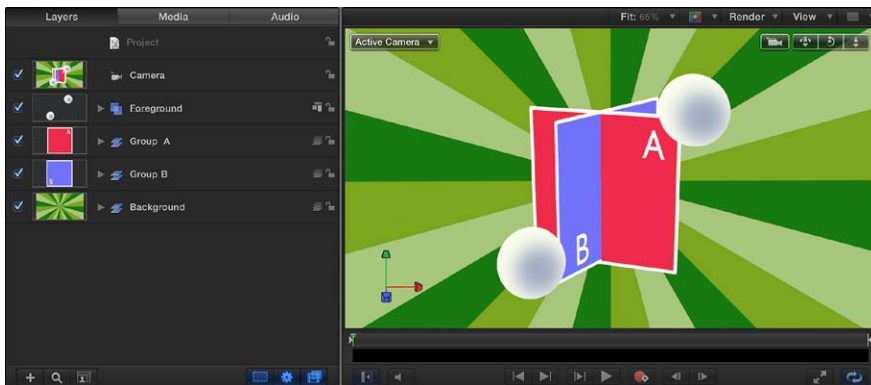 Layers Media Audio
Fit: 66% Render View
Project
Camera
Foreground
Group A
Group B
Background
Active Camera
A
B
A
B